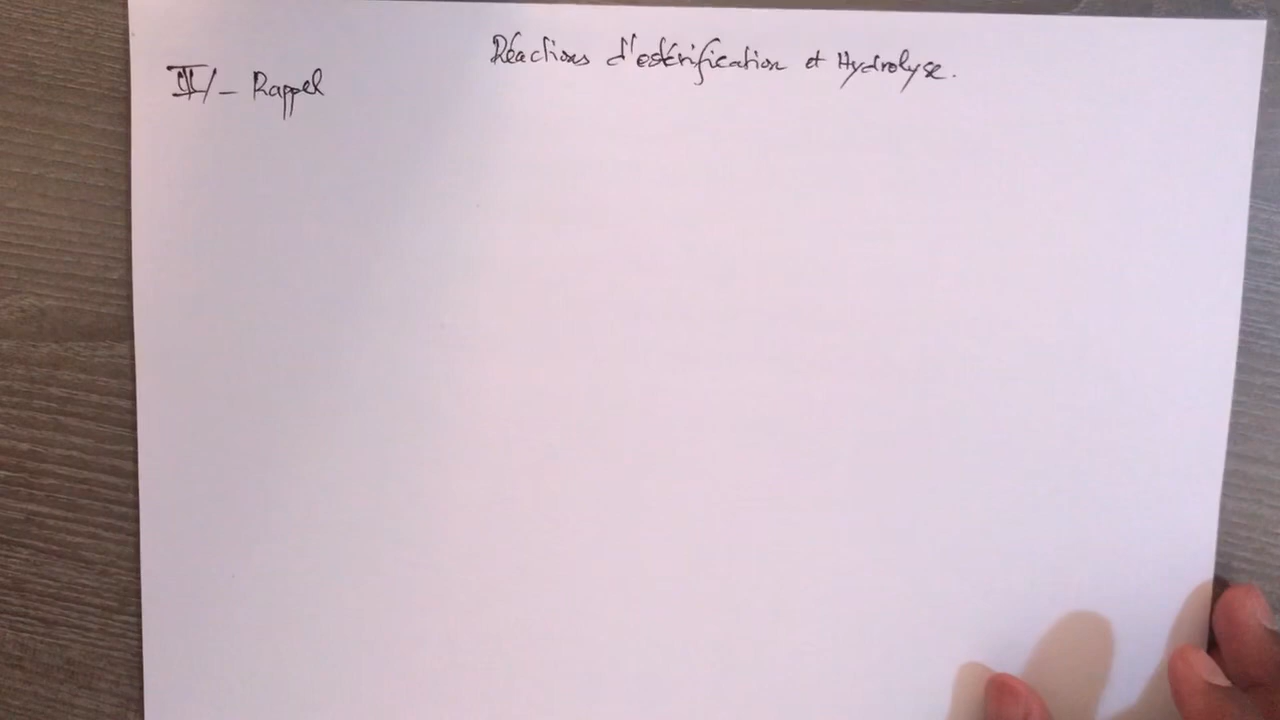 Réactions d'estérification et Hydrolyse.
II/- Rappel